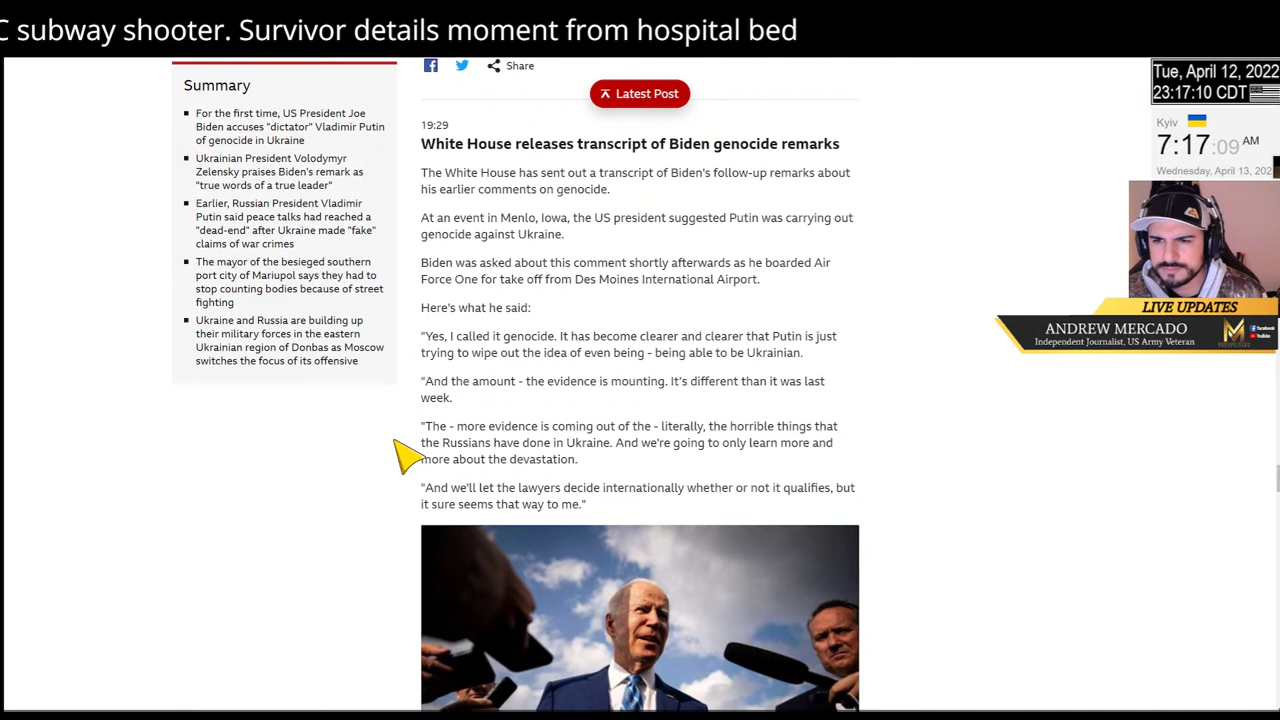 C subway shooter. Survivor details moment from hospital bed
Summary
For the first time, US President Joe
Biden accuses "dictator" Vladimir Putin
of genocide in Ukraine
Ukrainian President Volodymyr
Zelensky praises Biden's remark as
"true words of a true leader"
Earlier, Russian President Vladimir
Putin said peace talks had reached a
"dead-end" after Ukraine made "fake"
claims of war crimes
The mayor of the besieged southern
port city of Mariupol says they had to
stop counting bodies because of street
fighting
Ukraine and Russia are building up
their military forces in the eastern
Ukrainian region of Donbas as Moscow
switches the focus of its offensive
Share
Latest Post
19:29
White House releases transcript of Biden genocide remarks
The White House has sent out a transcript of Biden's follow-up remarks about
his earlier comments on genocide.
At an event in Menlo, Iowa, the US president suggested Putin was carrying out
genocide against Ukraine.
Biden was asked about this comment shortly afterwards as he boarded Air
Force One for take off from Des Moines International Airport.
Here's what he said:
"Yes, I called it genocide. It has become clearer and clearer that Putin is just
trying to wipe out the idea of even being - being able to be Ukrainian.
"And the amount - the evidence is mounting. It's different than it was last
week.
"The - more evidence is coming out of the - literally, the horrible things that
the Russians have done in Ukraine. And we're going to only learn more and
more about the devastation.
"And we'll let the lawyers decide internationally whether or not it qualifies, but
it sure seems that way to me."
Tue, April 12, 2022
23:17:10 CDT
Kyiv
7:17:09 AM
Wednesday, April 13, 202
LIVE UPDATES
ANDREW MERCADO
Independent Journalist, US Army Veteran
facebook
YouTube